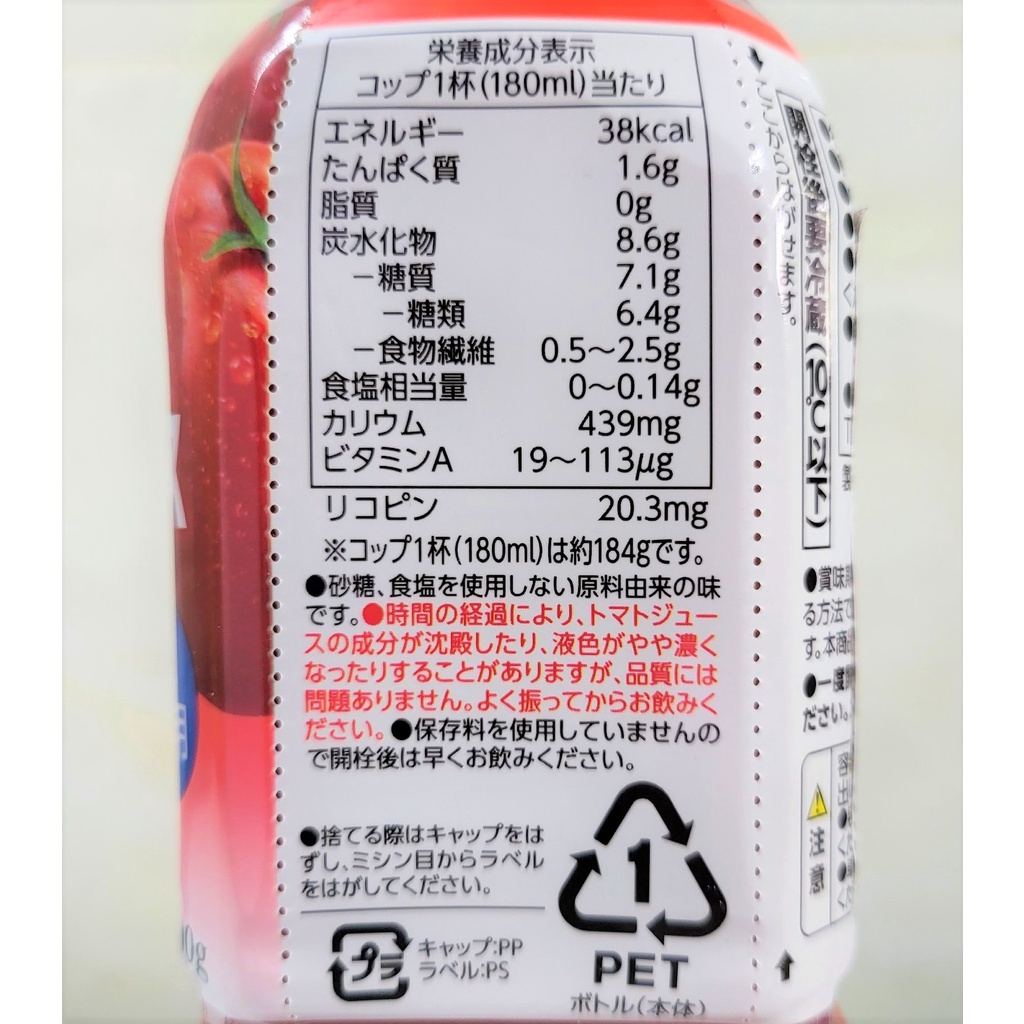 栄養成分表示
コップ1杯(180ml)当たり
エネルギー 38kcal
たんぱく質 1.6g
脂質 0g
炭水化物 8.6g
－糖質 7.1g
－糖類 6.4g
－食物繊維 0.5～2.5g
食塩相当量 0～0.14g
カリウム 439mg
ビタミンA 19～113μg
リコピン 20.3mg
※コップ1杯(180ml)は約184gです。
●砂糖、食塩を使用しない原料由来の味
です。●時間の経過により、トマトジュー
スの成分が沈殿したり、液色がやや濃く
なったりすることがありますが、品質には
問題ありません。よく振ってからお飲みく
ださい。●保存料を使用していませんの
で開栓後は早くお飲みください。
●捨てる際はキャップをは
ずし、ミシン目からラベル
をはがしてください。
プラ
キャップ:PP
ラベル:PS
1
PET
ボトル(本体)
ここからはがせます。
開栓後要冷蔵(10℃以下)
●賞味
る方法で
す。本商
●一度
ださい。
注意